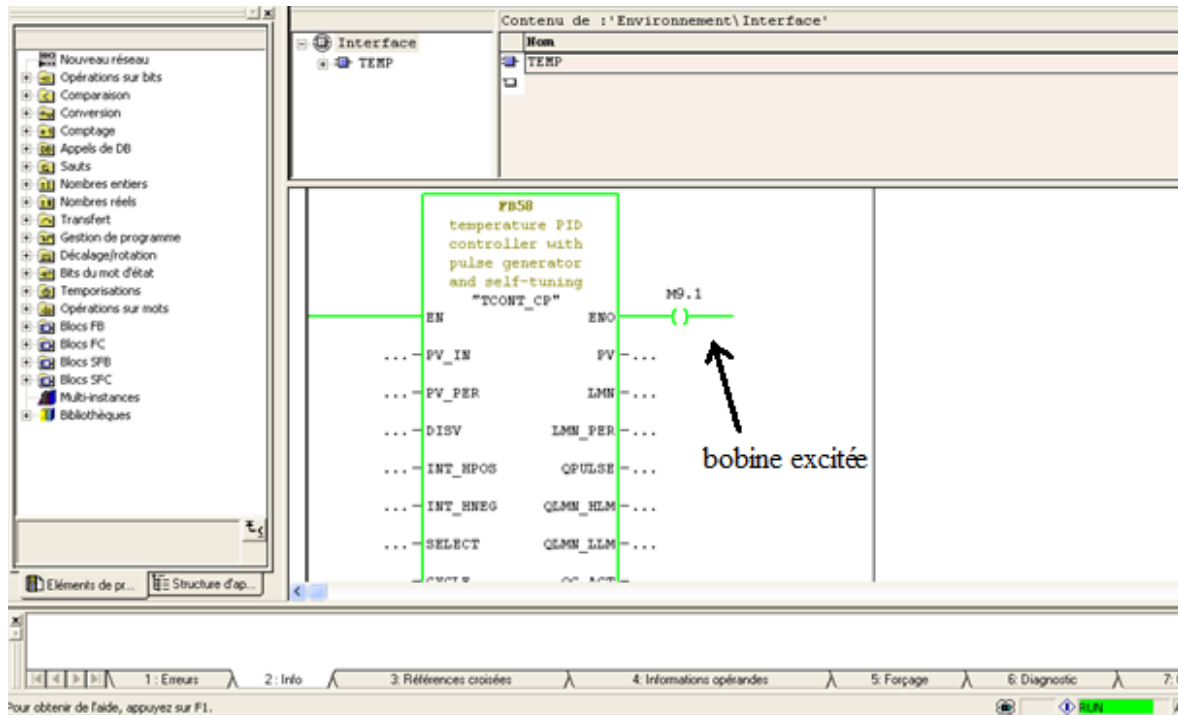 Contenu de :'Environnement\Interface'
Interface
TEMP
Nom
TEMP
Nouveau réseau
Opérations sur bits
Comparaison
Conversion
Comptage
Appels de DB
Sauts
Nombres entiers
Nombres réels
Transfert
Gestion de programme
Décalage/rotation
Bits du mot d'état
Temporisations
Opérations sur mots
Blocs FB
Blocs FC
Blocs SFB
Blocs SFC
Multi-instances
Bibliothèques
Eléments de pr...
Structure d'ap...
FB58
temperature PID
controller with
pulse generator
and self-tuning
"TCONT_CP"
M9.1
EN ENO
( )
... PV_IN PV ...
... PV_PER LMN ...
... DISV LMN_PER ...
... INT_HPOS QPULSE ...
... INT_HNEG QLMN_HLM ...
... SELECT QLMN_LLM ...
CYCLE QC_ACT
bobine excitée
1 : Erreurs
2 : Info
3: Références croisées
4: Informations opérandes
5: Forçage
6: Diagnostic
7:
Pour obtenir de l'aide, appuyez sur F1.
RUN